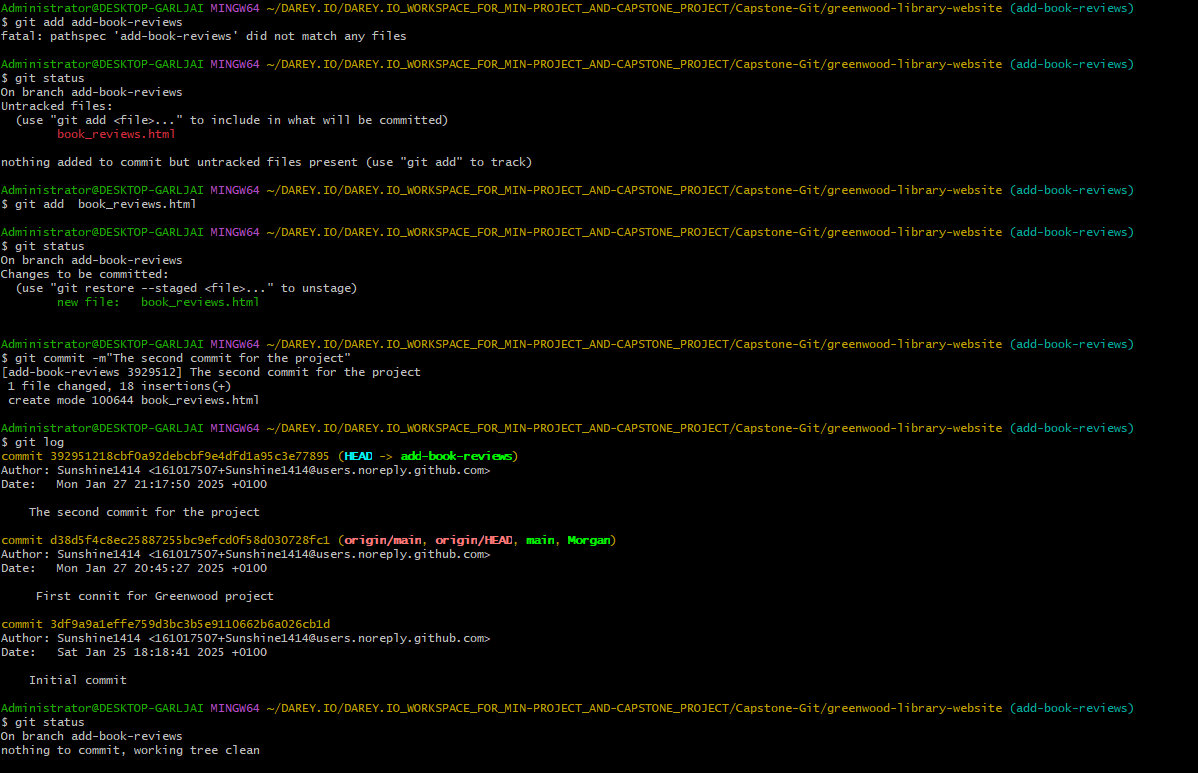 Administrator@DESKTOP-GARLJAI MINGW64 ~/DAREY.IO/DAREY.IO_WORKSPACE_FOR_MIN-PROJECT_AND-CAPSTONE_PROJECT/Capstone-Git/greenwood-library-website (add-book-reviews)
$ git add add-book-reviews
fatal: pathspec 'add-book-reviews' did not match any files
Administrator@DESKTOP-GARLJAI MINGW64 ~/DAREY.IO/DAREY.IO_WORKSPACE_FOR_MIN-PROJECT_AND-CAPSTONE_PROJECT/Capstone-Git/greenwood-library-website (add-book-reviews)
$ git status
On branch add-book-reviews
Untracked files:
  (use "git add <file>..." to include in what will be committed)
        book_reviews.html
nothing added to commit but untracked files present (use "git add" to track)
Administrator@DESKTOP-GARLJAI MINGW64 ~/DAREY.IO/DAREY.IO_WORKSPACE_FOR_MIN-PROJECT_AND-CAPSTONE_PROJECT/Capstone-Git/greenwood-library-website (add-book-reviews)
$ git add  book_reviews.html
Administrator@DESKTOP-GARLJAI MINGW64 ~/DAREY.IO/DAREY.IO_WORKSPACE_FOR_MIN-PROJECT_AND-CAPSTONE_PROJECT/Capstone-Git/greenwood-library-website (add-book-reviews)
$ git status
On branch add-book-reviews
Changes to be committed:
  (use "git restore --staged <file>..." to unstage)
        new file:   book_reviews.html
Administrator@DESKTOP-GARLJAI MINGW64 ~/DAREY.IO/DAREY.IO_WORKSPACE_FOR_MIN-PROJECT_AND-CAPSTONE_PROJECT/Capstone-Git/greenwood-library-website (add-book-reviews)
$ git commit -m"The second commit for the project"
[add-book-reviews 3929512] The second commit for the project
 1 file changed, 18 insertions(+)
 create mode 100644 book_reviews.html
Administrator@DESKTOP-GARLJAI MINGW64 ~/DAREY.IO/DAREY.IO_WORKSPACE_FOR_MIN-PROJECT_AND-CAPSTONE_PROJECT/Capstone-Git/greenwood-library-website (add-book-reviews)
$ git log
commit 392951218cbf0a92debcbf9e4dfd1a95c3e77895 (HEAD -> add-book-reviews)
Author: Sunshine1414 <161017507+Sunshine1414@users.noreply.github.com>
Date:   Mon Jan 27 21:17:50 2025 +0100
    The second commit for the project
commit d38d5f4c8ec25887255bc9efcd0f58d030728fc1 (origin/main, origin/HEAD, main, Morgan)
Author: Sunshine1414 <161017507+Sunshine1414@users.noreply.github.com>
Date:   Mon Jan 27 20:45:27 2025 +0100
     First connit for Greenwood project
commit 3df9a9a1effe759d3bc3b5e9110662b6a026cb1d
Author: Sunshine1414 <161017507+Sunshine1414@users.noreply.github.com>
Date:   Sat Jan 25 18:18:41 2025 +0100
    Initial commit
Administrator@DESKTOP-GARLJAI MINGW64 ~/DAREY.IO/DAREY.IO_WORKSPACE_FOR_MIN-PROJECT_AND-CAPSTONE_PROJECT/Capstone-Git/greenwood-library-website (add-book-reviews)
$ git status
On branch add-book-reviews
nothing to commit, working tree clean